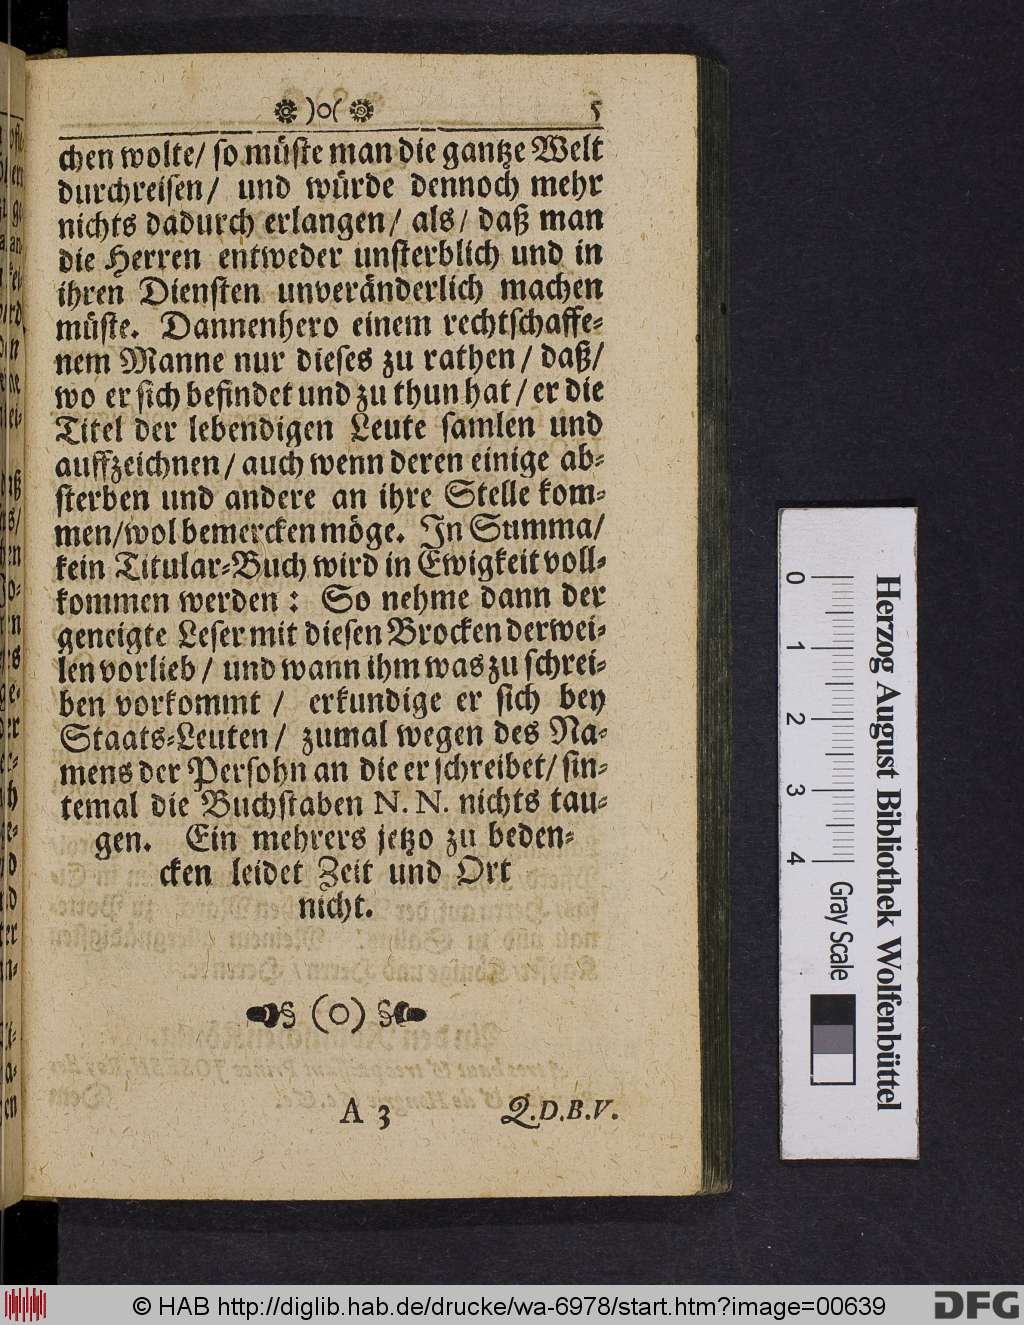 )o( 5
chen wolte/ so müste man die gantze Welt
durchreisen/ und würde dennoch mehr
nichts dadurch erlangen/ als/ daß man
die Herren entweder unsterblich und in
ihren Diensten unveränderlich machen
müste. Dannenhero einem rechtschaffe-
nem Manne nur dieses zu rathen/ daß/
wo er sich befindet und zu thun hat/ er die
Titel der lebendigen Leute samlen und
auffzeichnen/ auch wenn deren einige ab-
sterben und andere an ihre Stelle kom-
men/ wol bemercken möge. In Summa/
kein Titular-Buch wird in Ewigkeit voll-
kommen werden: So nehme dann der
geneigte Leser mit diesen Brocken derwei-
len vorlieb/ und wann ihm was zu schrei-
ben vorkommt/ erkundige er sich bey
Staats-Leuten/ zumal wegen des Na-
mens der Persohn an die er schreibet/ sin-
temal die Buchstaben N. N. nichts tau-
gen. Ein mehrers jetzo zu beden-
cken leidet Zeit und Ort
nicht.
§ (o) §
A 3 Q.D.B.V.
0 1 2 3 4 Gray Scale
Herzog August Bibliothek Wolfenbüttel
© HAB http://diglib.hab.de/drucke/wa-6978/start.htm?image=00639
DFG